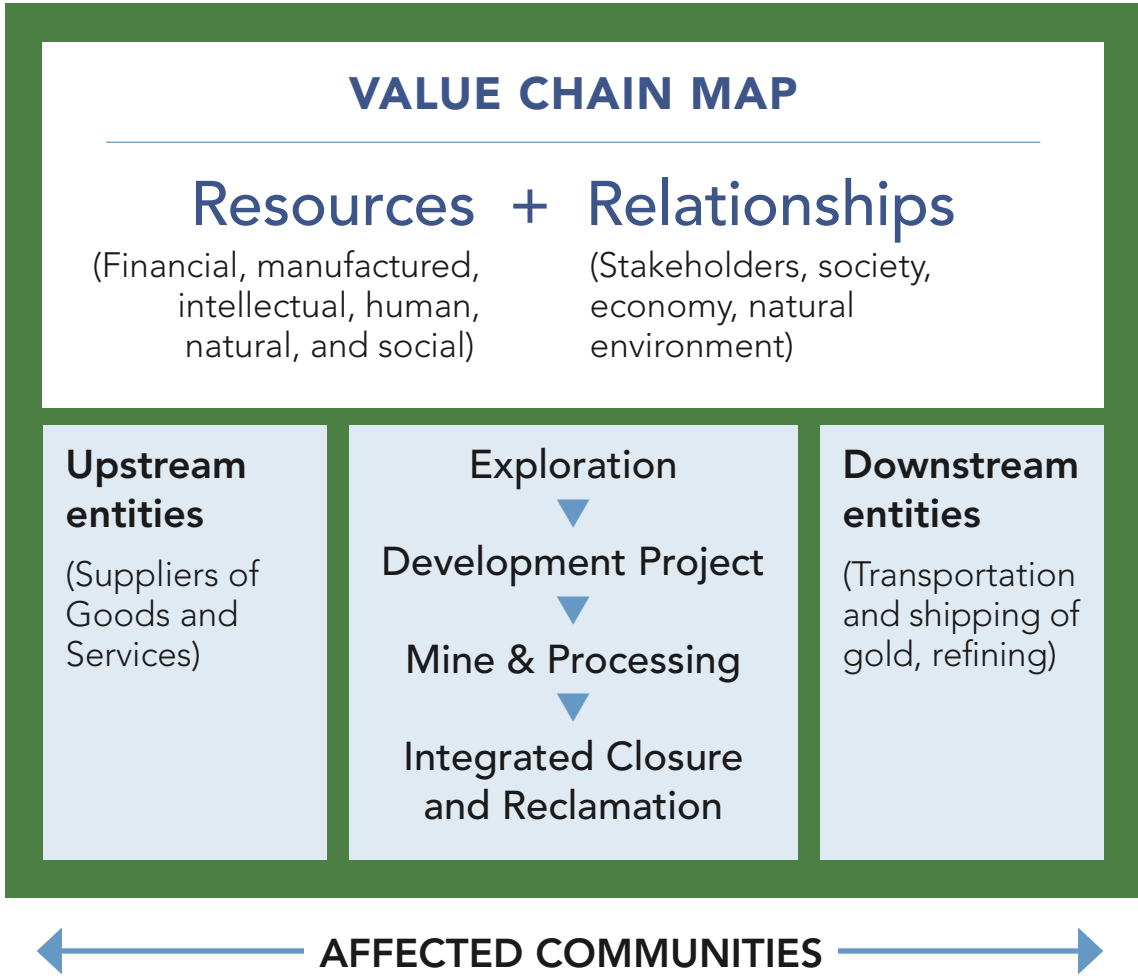 VALUE CHAIN MAP
Resources + Relationships
(Financial, manufactured,
intellectual, human,
natural, and social)
(Stakeholders, society,
economy, natural
environment)
Upstream
entities
(Suppliers of
Goods and
Services)
Exploration
Development Project
Mine & Processing
Integrated Closure
and Reclamation
Downstream
entities
(Transportation
and shipping of
gold, refining)
AFFECTED COMMUNITIES